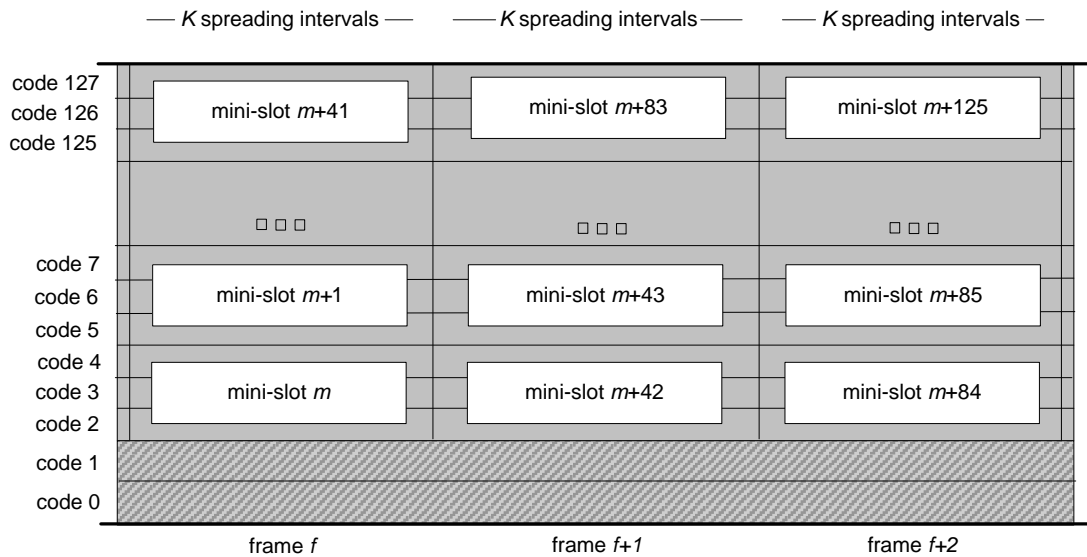 K spreading intervals K spreading intervals K spreading intervals
code 127
mini-slot m+41 mini-slot m+83 mini-slot m+125
code 126
code 125
code 7
code 6 mini-slot m+1 mini-slot m+43 mini-slot m+85
code 5
code 4
code 3 mini-slot m mini-slot m+42 mini-slot m+84
code 2
code 1
code 0
frame f frame f+1 frame f+2